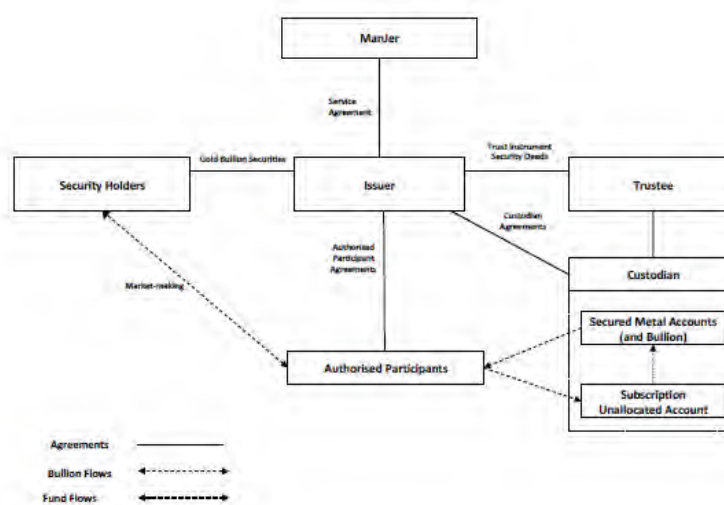 ManJer
Service
Agreement
Gold Bullion Securities
Trust Instrument
Security Deeds
Security Holders
Issuer
Trustee
Custodian
Agreements
Authorised
Participant
Agreements
Custodian
Market-making
Secured Metal Accounts
(and Bullion)
Authorised Participants
Subscription
Unallocated Account
Agreements
Bullion Flows
Fund Flows